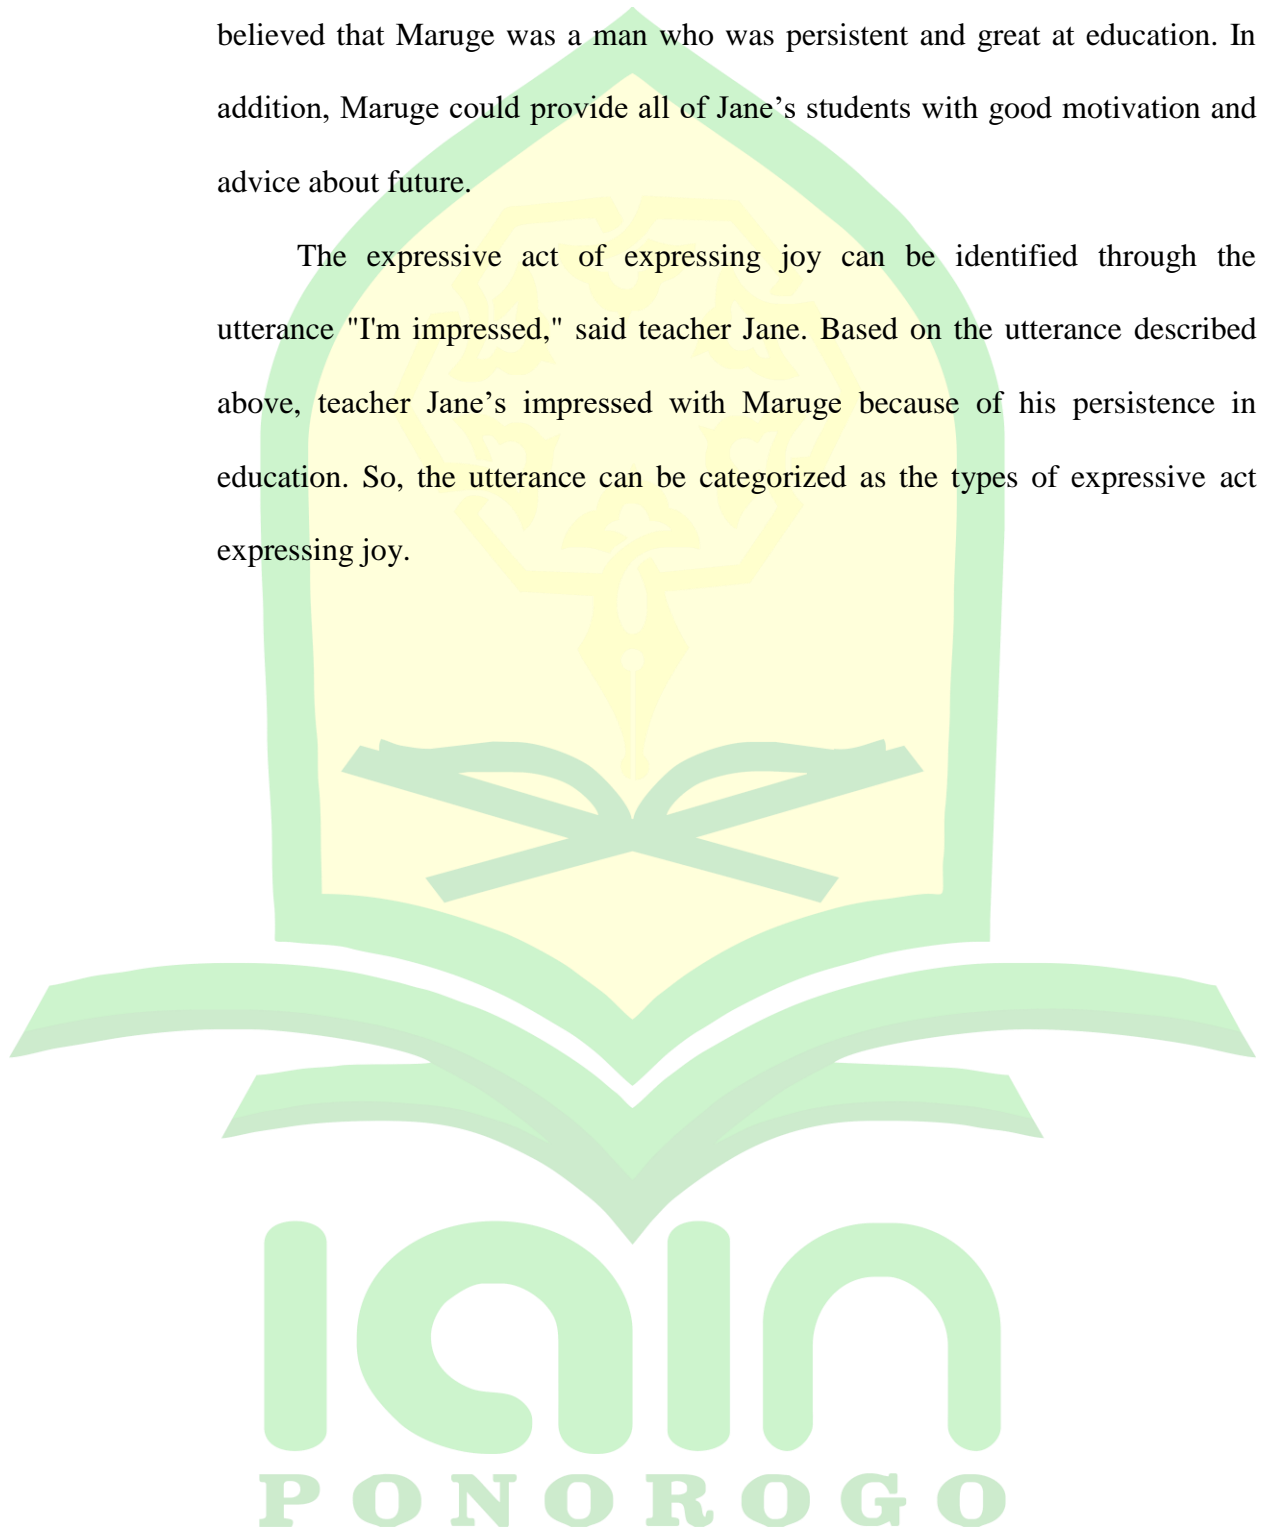 believed that Maruge was a man who was persistent and great at education. In
addition, Maruge could provide all of Jane’s students with good motivation and
advice about future.
The expressive act of expressing joy can be identified through the
utterance "I'm impressed," said teacher Jane. Based on the utterance described
above, teacher Jane’s impressed with Maruge because of his persistence in
education. So, the utterance can be categorized as the types of expressive act
expressing joy.
IAIN
PONOROGO